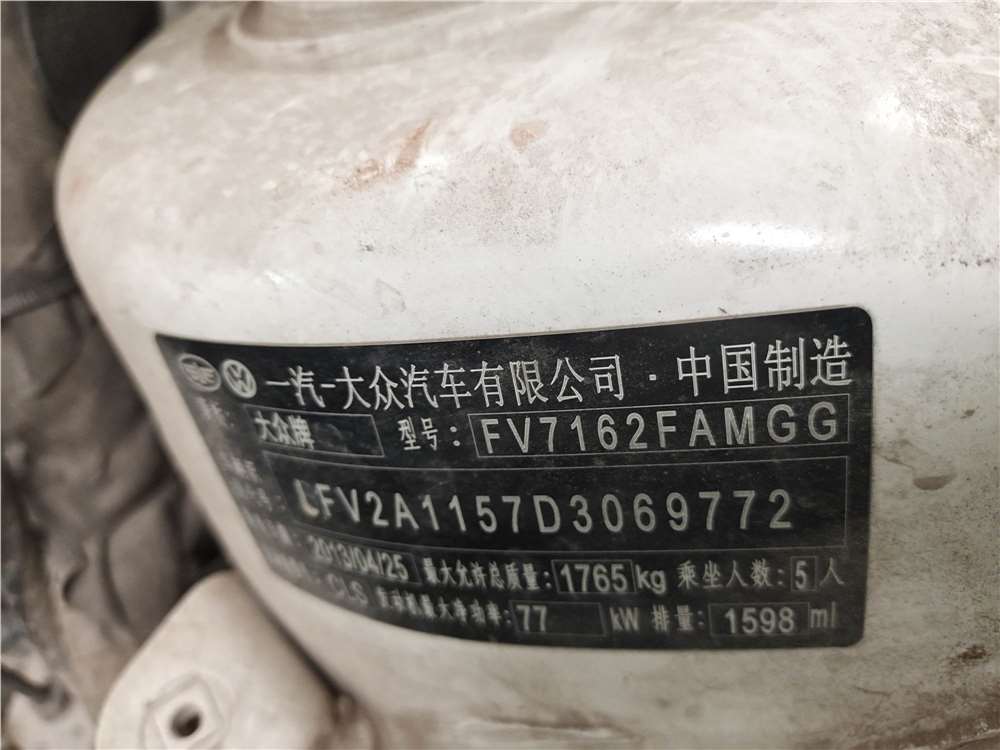 一汽-大众汽车有限公司·中国制造
大众牌 型号: FV7162FAMGG
LFV2A1157D3069772
2013/04/25 最大允许总质量: 1765 kg 乘坐人数: 5 人
CLS 发动机最大净功率: 77 kW 排量: 1598 ml